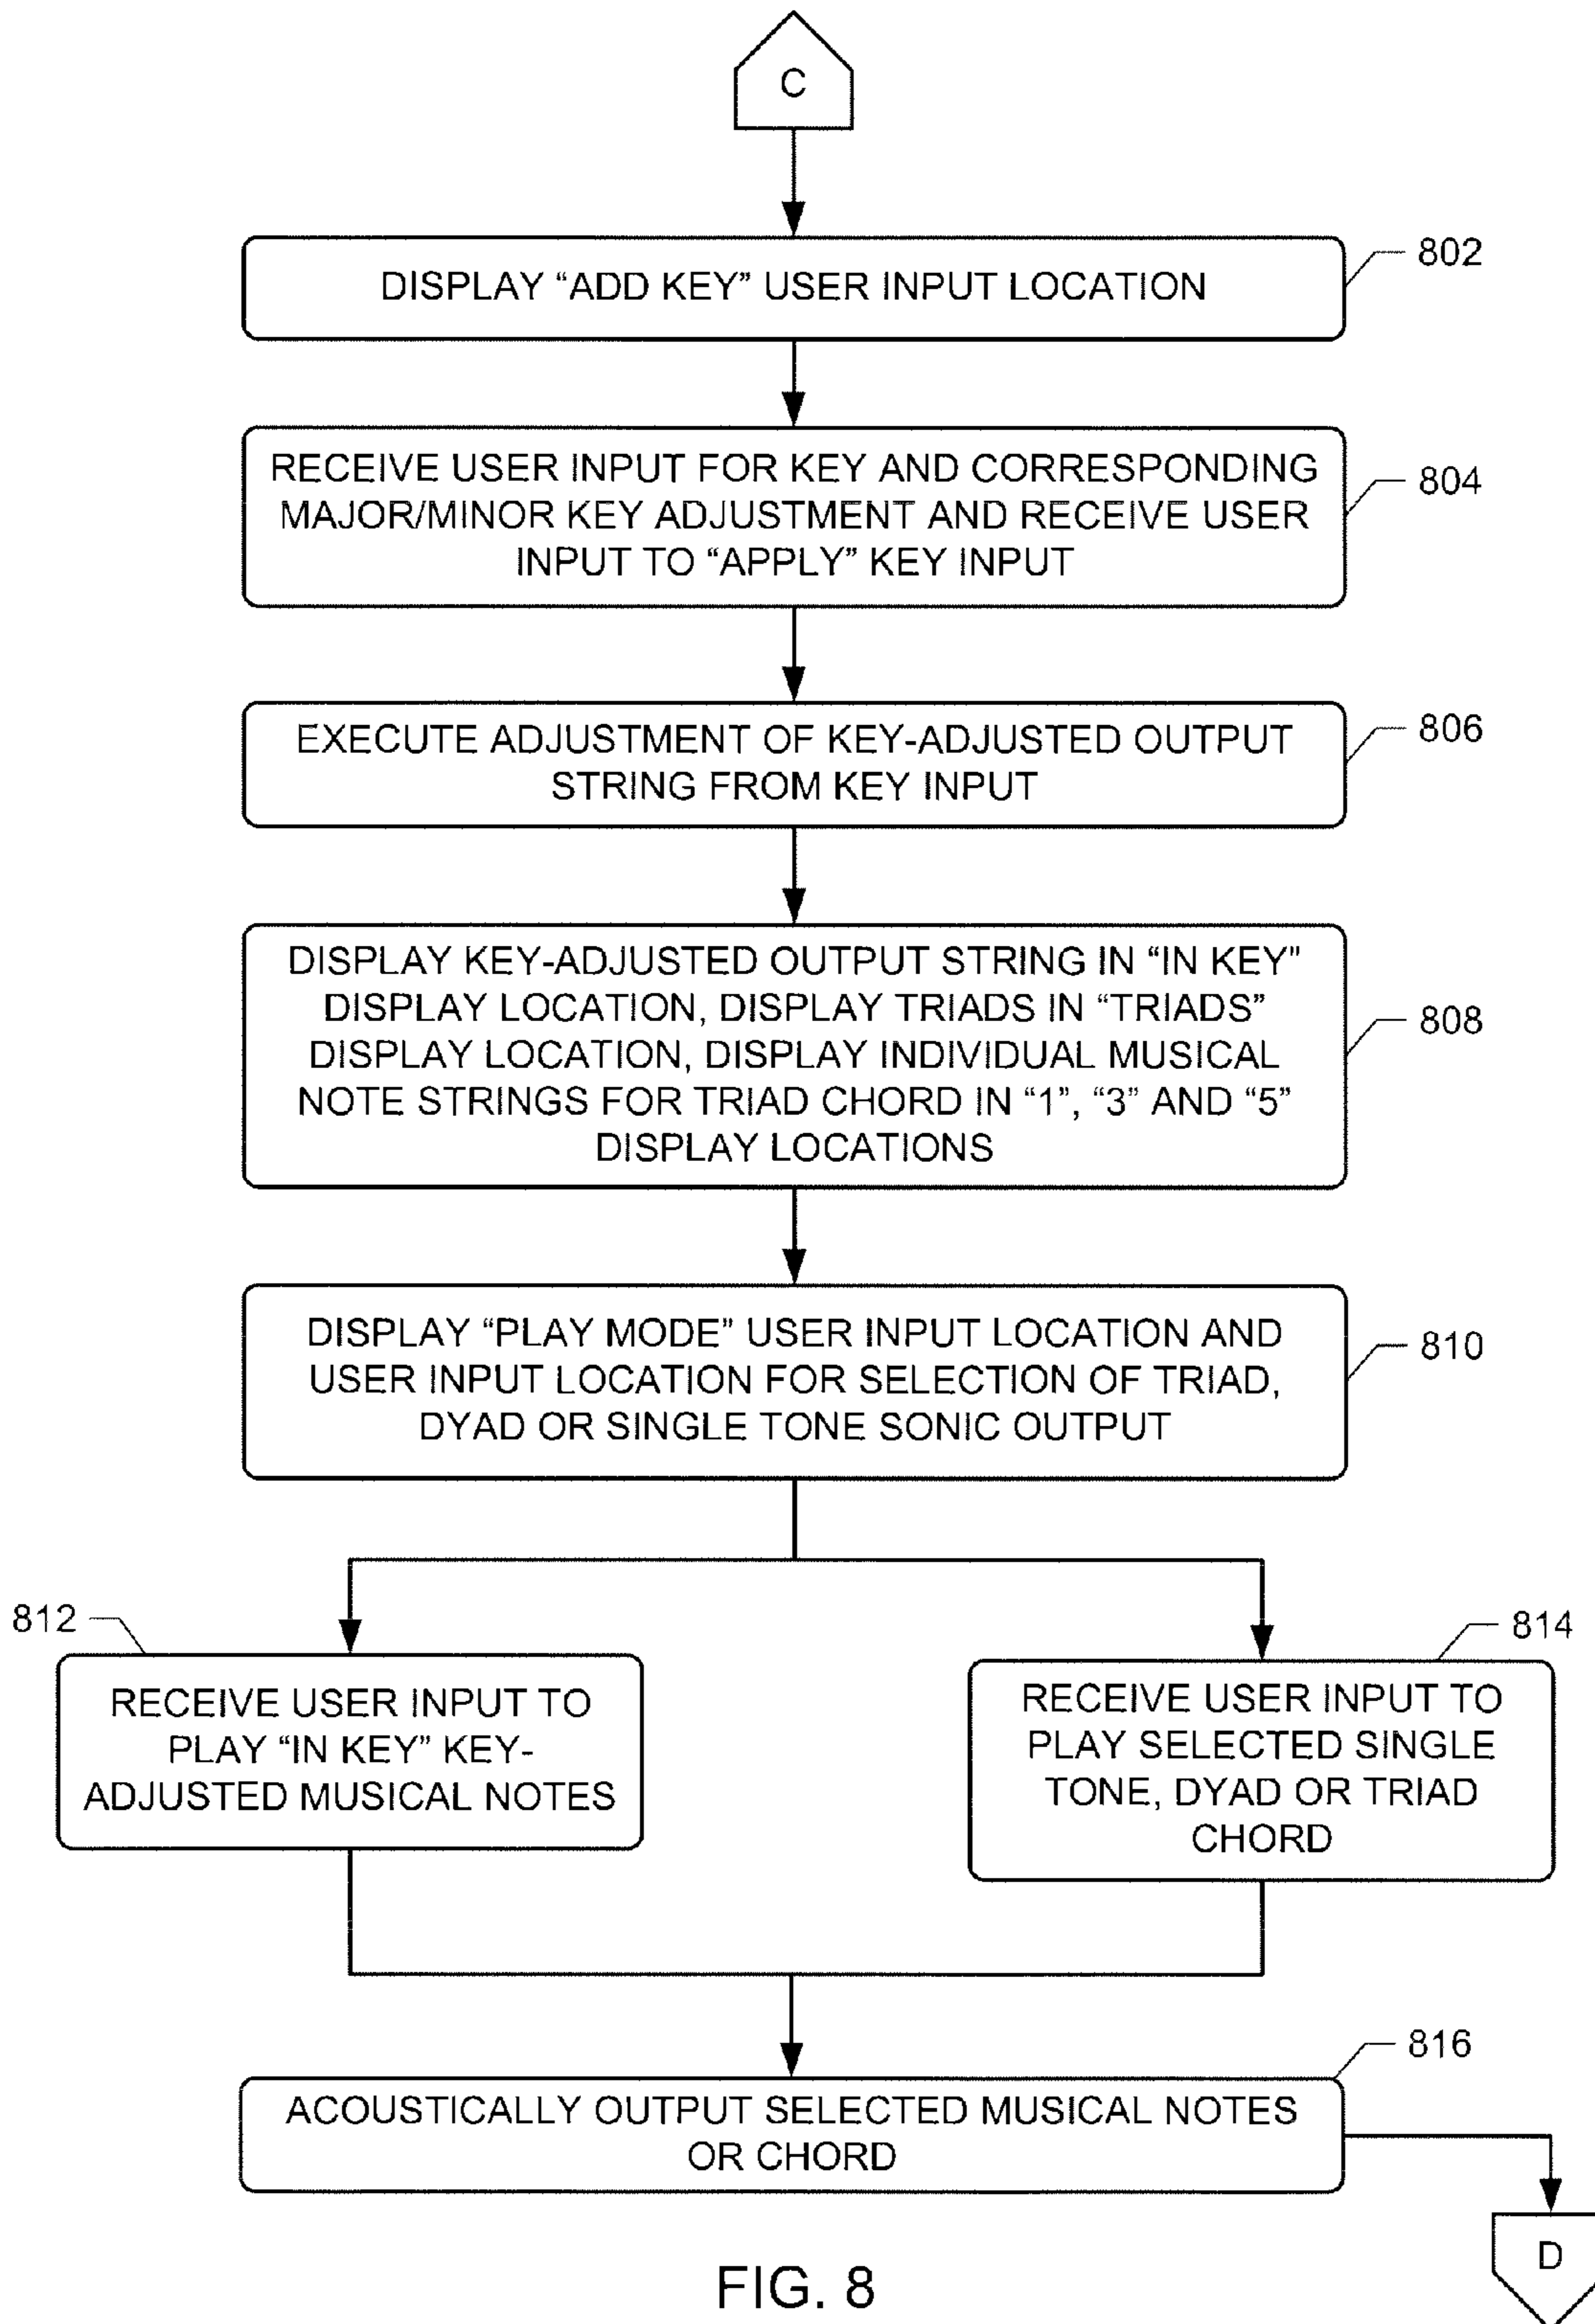 C
DISPLAY “ADD KEY” USER INPUT LOCATION
802
RECEIVE USER INPUT FOR KEY AND CORRESPONDING
MAJOR/MINOR KEY ADJUSTMENT AND RECEIVE USER
INPUT TO “APPLY” KEY INPUT
804
EXECUTE ADJUSTMENT OF KEY-ADJUSTED OUTPUT
STRING FROM KEY INPUT
806
DISPLAY KEY-ADJUSTED OUTPUT STRING IN “IN KEY”
DISPLAY LOCATION, DISPLAY TRIADS IN “TRIADS”
DISPLAY LOCATION, DISPLAY INDIVIDUAL MUSICAL
NOTE STRINGS FOR TRIAD CHORD IN “1”, “3” AND “5”
DISPLAY LOCATIONS
808
DISPLAY “PLAY MODE” USER INPUT LOCATION AND
USER INPUT LOCATION FOR SELECTION OF TRIAD,
DYAD OR SINGLE TONE SONIC OUTPUT
810
812
RECEIVE USER INPUT TO
PLAY “IN KEY” KEY-
ADJUSTED MUSICAL NOTES
814
RECEIVE USER INPUT TO
PLAY SELECTED SINGLE
TONE, DYAD OR TRIAD
CHORD
816
ACOUSTICALLY OUTPUT SELECTED MUSICAL NOTES
OR CHORD
D
FIG. 8